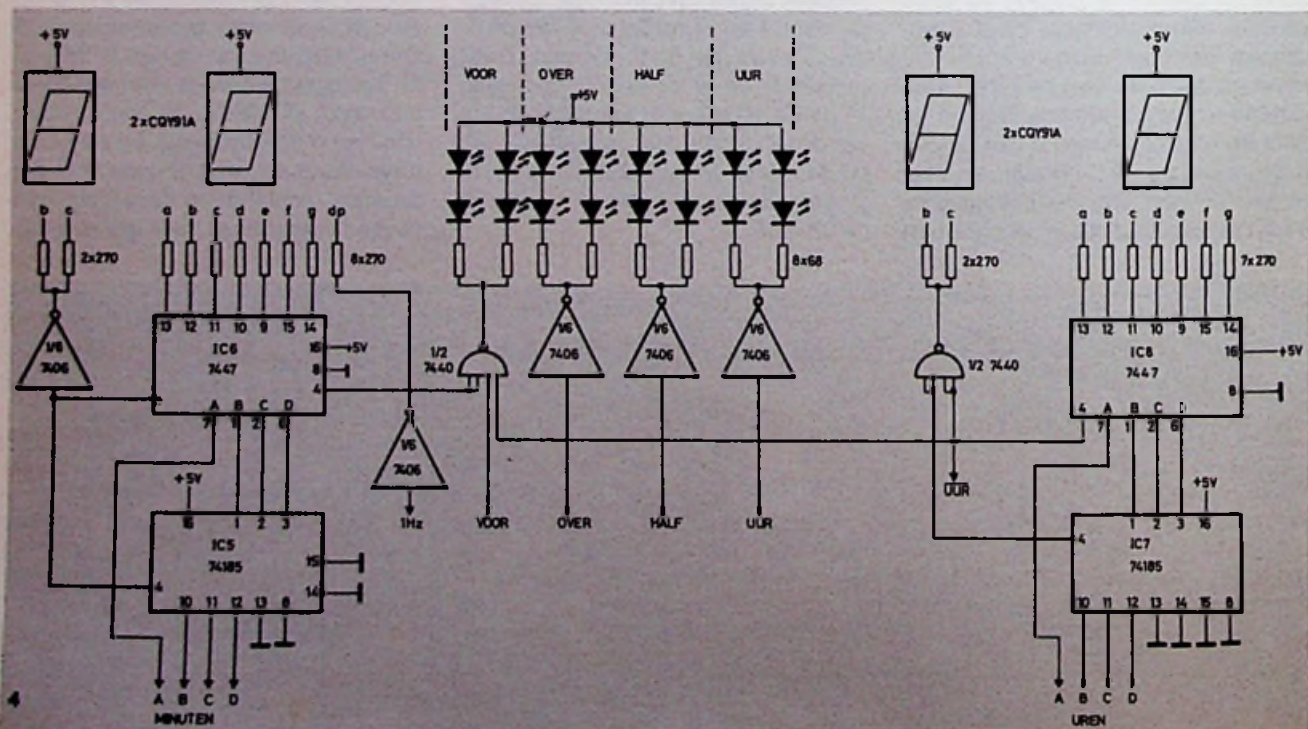 +5V
+5V
VOOR
OVER
HALF
UUR
+5V
+5V
+5V
2xCQY91A
2xCQY91A
b c
a b c d e f g dp
b c
a b c d e f g
2x270
8x270
8x68
2x270
7x270
1/6
7406
13 12 11 10 9 15 14
IC6
7447
16
+5V
8
4
A B C D
7 1 2 6
1/2
7440
1/6
7406
1/6
7406
1/6
7406
1/2 7440
13 12 11 10 9 15 14
IC8
7447
16
+5V
8
4 A B C D
7 1 2 6
1/6
7406
+5V
16 1 2 3
IC5
74185
4
15
14
10 11 12 13 8
1Hz
VOOR
OVER
HALF
UUR
UUR
+5V
1 2 3 16
4
IC7
74185
10 11 12 13 14 15 8
A B C D
MINUTEN
A B C D
UREN
4